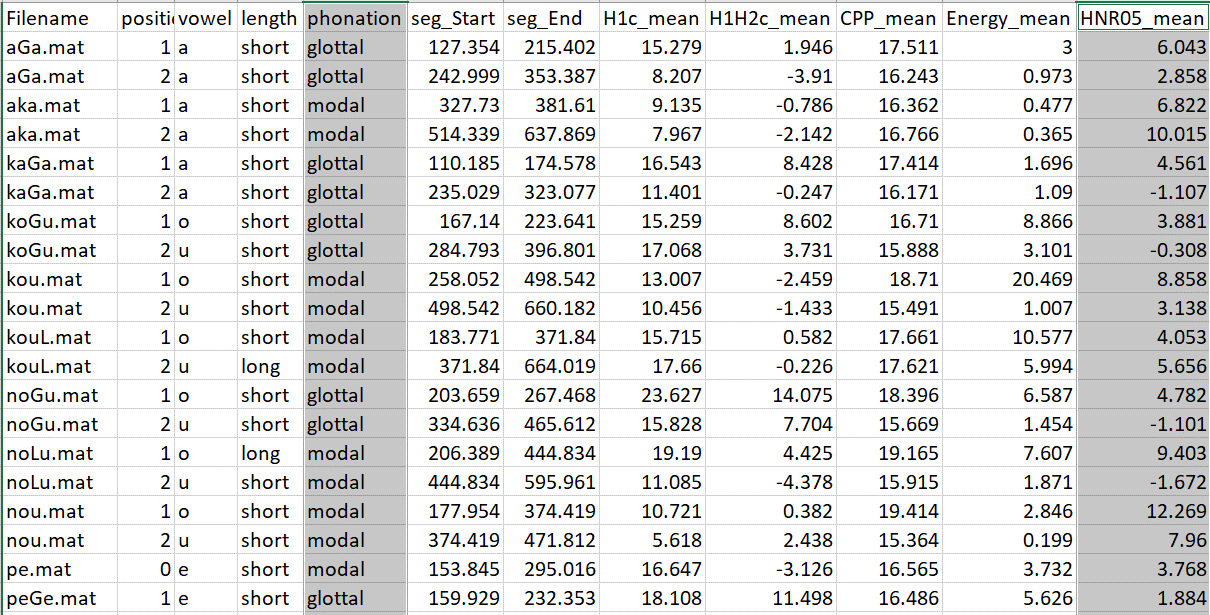 Filename positi vowel length phonation seg_Start seg_End H1c_mean H1H2c_mean CPP_mean Energy_mean HNR05_mean
aGa.mat 1 a short glottal 127.354 215.402 15.279 1.946 17.511 3 6.043
aGa.mat 2 a short glottal 242.999 353.387 8.207 -3.91 16.243 0.973 2.858
aka.mat 1 a short modal 327.73 381.61 9.135 -0.786 16.362 0.477 6.822
aka.mat 2 a short modal 514.339 637.869 7.967 -2.142 16.766 0.365 10.015
kaGa.mat 1 a short glottal 110.185 174.578 16.543 8.428 17.414 1.696 4.561
kaGa.mat 2 a short glottal 235.029 323.077 11.401 -0.247 16.171 1.09 -1.107
koGu.mat 1 o short glottal 167.14 223.641 15.259 8.602 16.71 8.866 3.881
koGu.mat 2 u short glottal 284.793 396.801 17.068 3.731 15.888 3.101 -0.308
kou.mat 1 o short modal 258.052 498.542 13.007 -2.459 18.71 20.469 8.858
kou.mat 2 u short modal 498.542 660.182 10.456 -1.433 15.491 1.007 3.138
kouL.mat 1 o short modal 183.771 371.84 15.715 0.582 17.661 10.577 4.053
kouL.mat 2 u long modal 371.84 664.019 17.66 -0.226 17.621 5.994 5.656
noGu.mat 1 o short glottal 203.659 267.468 23.627 14.075 18.396 6.587 4.782
noGu.mat 2 u short glottal 334.636 465.612 15.828 7.704 15.669 1.454 -1.101
noLu.mat 1 o long modal 206.389 444.834 19.19 4.425 19.165 7.607 9.403
noLu.mat 2 u short modal 444.834 595.961 11.085 -4.378 15.915 1.871 -1.672
nou.mat 1 o short modal 177.954 374.419 10.721 0.382 19.414 2.846 12.269
nou.mat 2 u short modal 374.419 471.812 5.618 2.438 15.364 0.199 7.96
pe.mat 0 e short modal 153.845 295.016 16.647 -3.126 16.565 3.732 3.768
peGe.mat 1 e short glottal 159.929 232.353 18.108 11.498 16.486 5.626 1.884